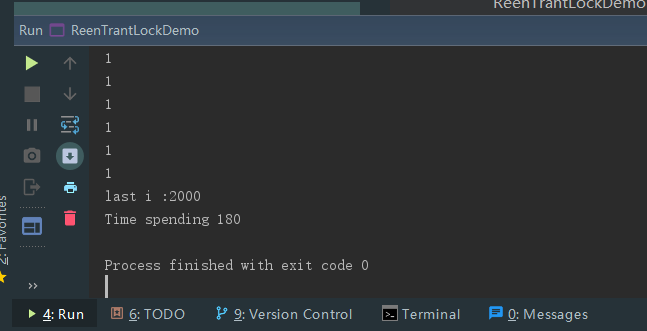 ReenTrantLockDemo
Run ReenTrantLockDemo
1
1
1
1
1
1
last i :2000
Time spending 180
Process finished with exit code 0
2: Favorites
4: Run 6: TODO 9: Version Control Terminal 0: Messages